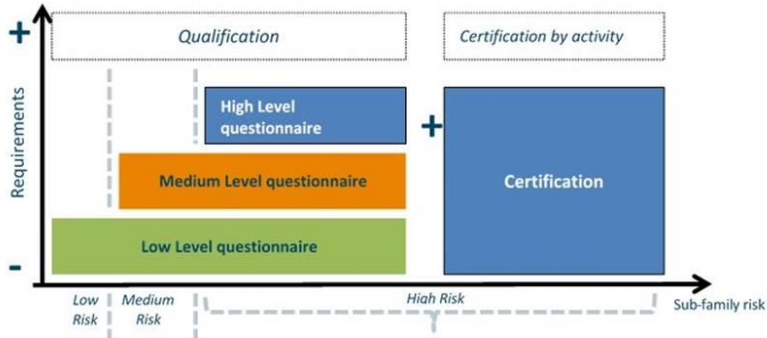 +
Qualification
Certification by activity
Requirements
High Level
questionnaire
+
Medium Level questionnaire
Certification
Low Level questionnaire
-
Low
Risk
Medium
Risk
High Risk
Sub-family risk